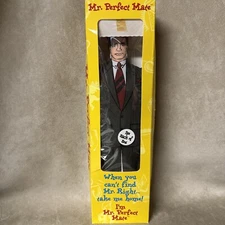 Mr. Perfect Mate
When you
can't find
Mr. Right...
take me home!
I'm
Mr. Perfect
Mate